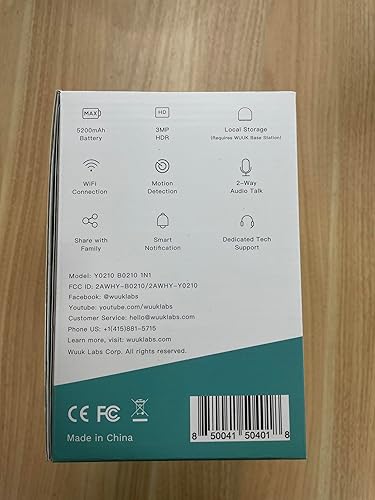 MAX
HD
5200mAh
Battery
3MP
HDR
Local Storage
(Requires WUUK Base Station)
WiFi
Connection
Motion
Detection
2-Way
Audio Talk
Share with
Family
Smart
Notification
Dedicated Tech
Support
Model: Y0210 B0210 1N1
FCC ID: 2AWHY-B0210/2AWHY-Y0210
Facebook: @wuuklabs
Youtube: youtube.com/wuuklabs
Customer Service: hello@wuuklabs.com
Phone US: +1(415)881-5715
Learn more, visit: wuuklabs.com
Wuuk Labs Corp. All rights reserved.
CE FC
Made in China
8 50041 50401 8